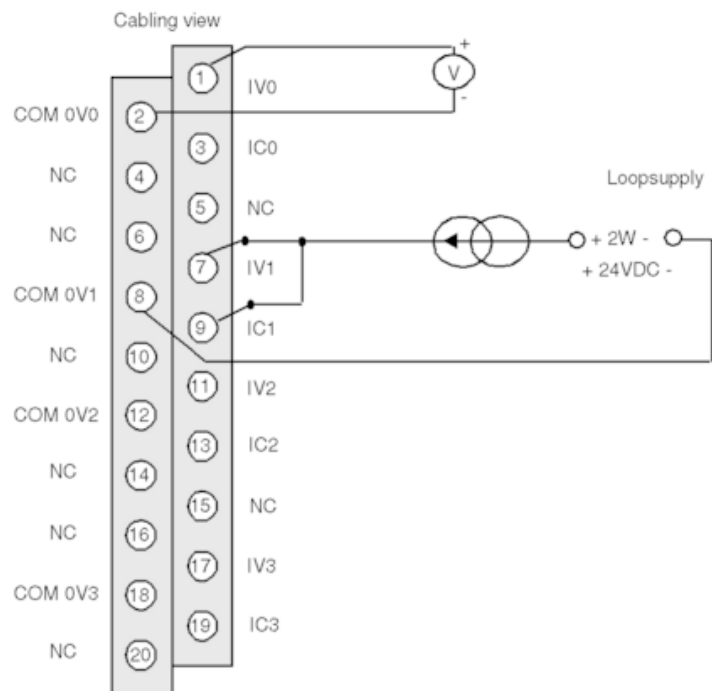 Cabling view
1
IV0
+
V
-
COM 0V0
2
3
IC0
NC
4
5
NC
Loopsupply
NC
6
7
IV1
+ 2W -
+ 24VDC -
COM 0V1
8
9
IC1
NC
10
11
IV2
COM 0V2
12
13
IC2
NC
14
15
NC
NC
16
17
IV3
COM 0V3
18
19
IC3
NC
20